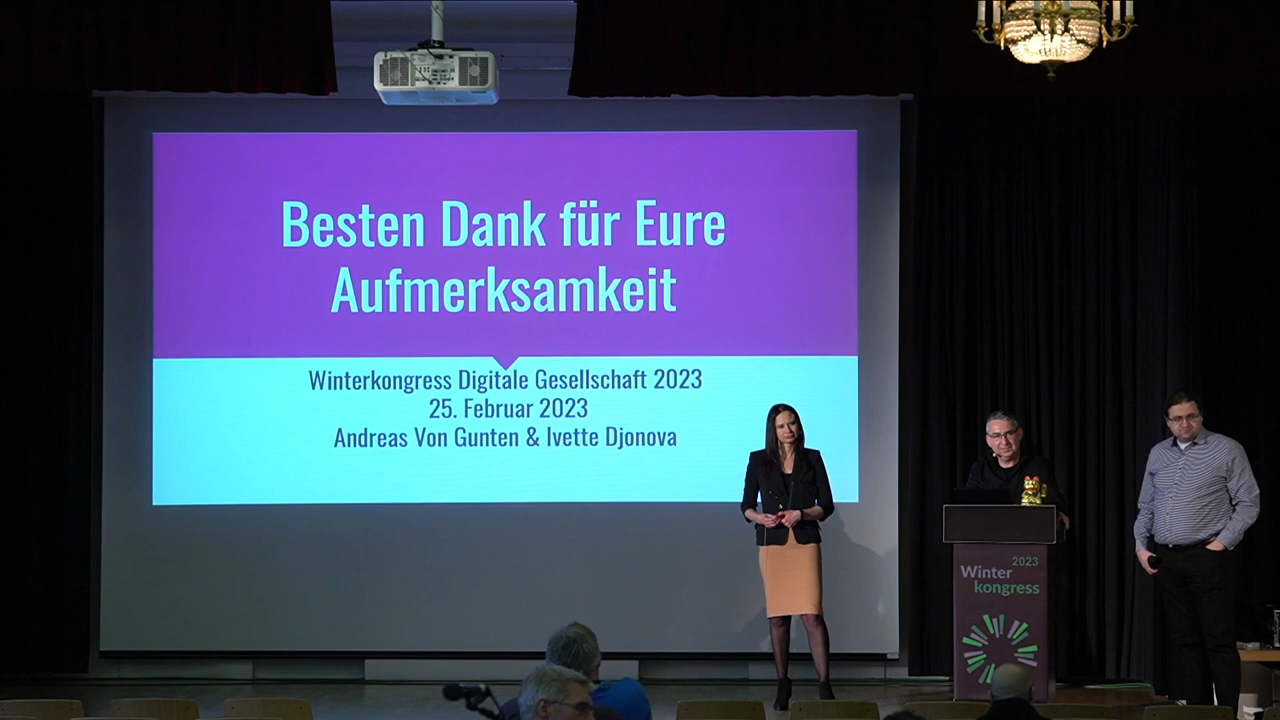 Besten Dank für Eure
Aufmerksamkeit
Winterkongress Digitale Gesellschaft 2023
25. Februar 2023
Andreas Von Gunten & Ivette Djonova
2023
Winter
kongress